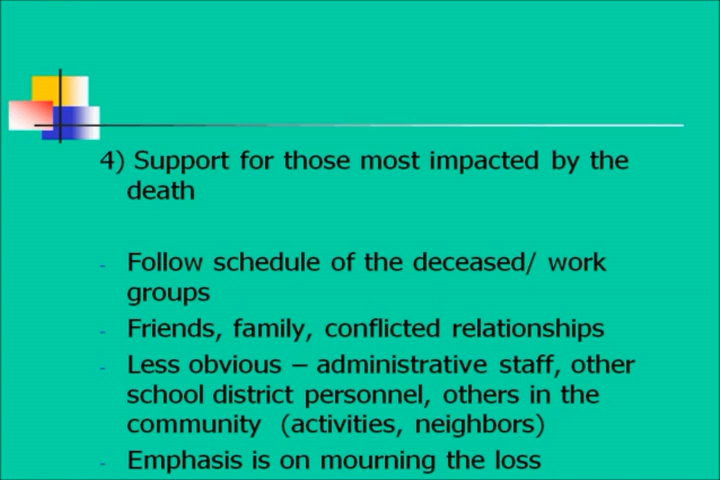 4) Support for those most impacted by the
death
- Follow schedule of the deceased/ work
groups
- Friends, family, conflicted relationships
- Less obvious – administrative staff, other
school district personnel, others in the
community (activities, neighbors)
- Emphasis is on mourning the loss